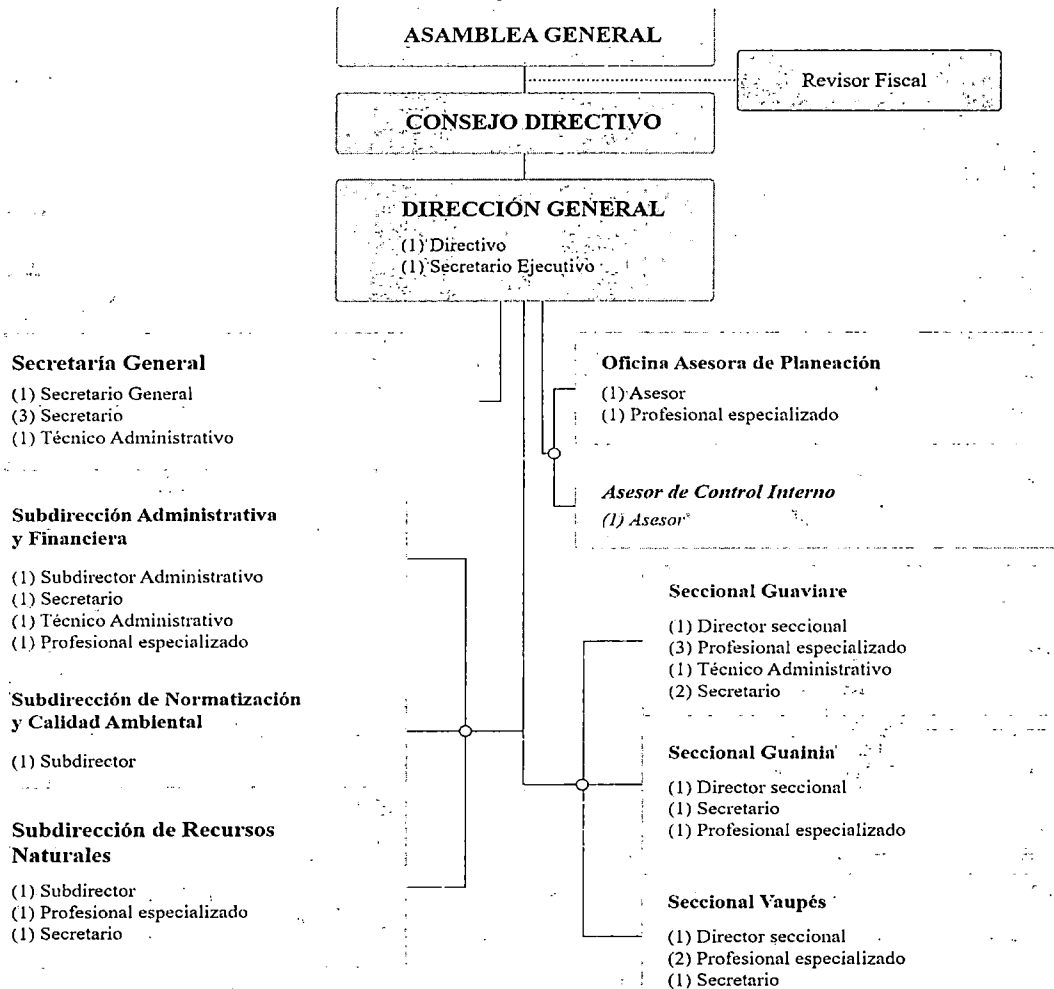 ASAMBLEA GENERAL
Revisor Fiscal
CONSEJO DIRECTIVO
DIRECCIÓN GENERAL
(1) Directivo
(1) Secretario Ejecutivo
Secretaría General
(1) Secretario General
(3) Secretario
(1) Técnico Administrativo
Oficina Asesora de Planeación
(1) Asesor
(1) Profesional especializado
Asesor de Control Interno
(1) Asesor
Subdirección Administrativa
y Financiera
(1) Subdirector Administrativo
(1) Secretario
(1) Técnico Administrativo
(1) Profesional especializado
Subdirección de Normatización
y Calidad Ambiental
(1) Subdirector
Subdirección de Recursos
Naturales
(1) Subdirector
(1) Profesional especializado
(1) Secretario
Seccional Guaviare
(1) Director seccional
(3) Profesional especializado
(1) Técnico Administrativo
(2) Secretario
Seccional Guainia
(1) Director seccional
(1) Secretario
(1) Profesional especializado
Seccional Vaupés
(1) Director seccional
(2) Profesional especializado
(1) Secretario